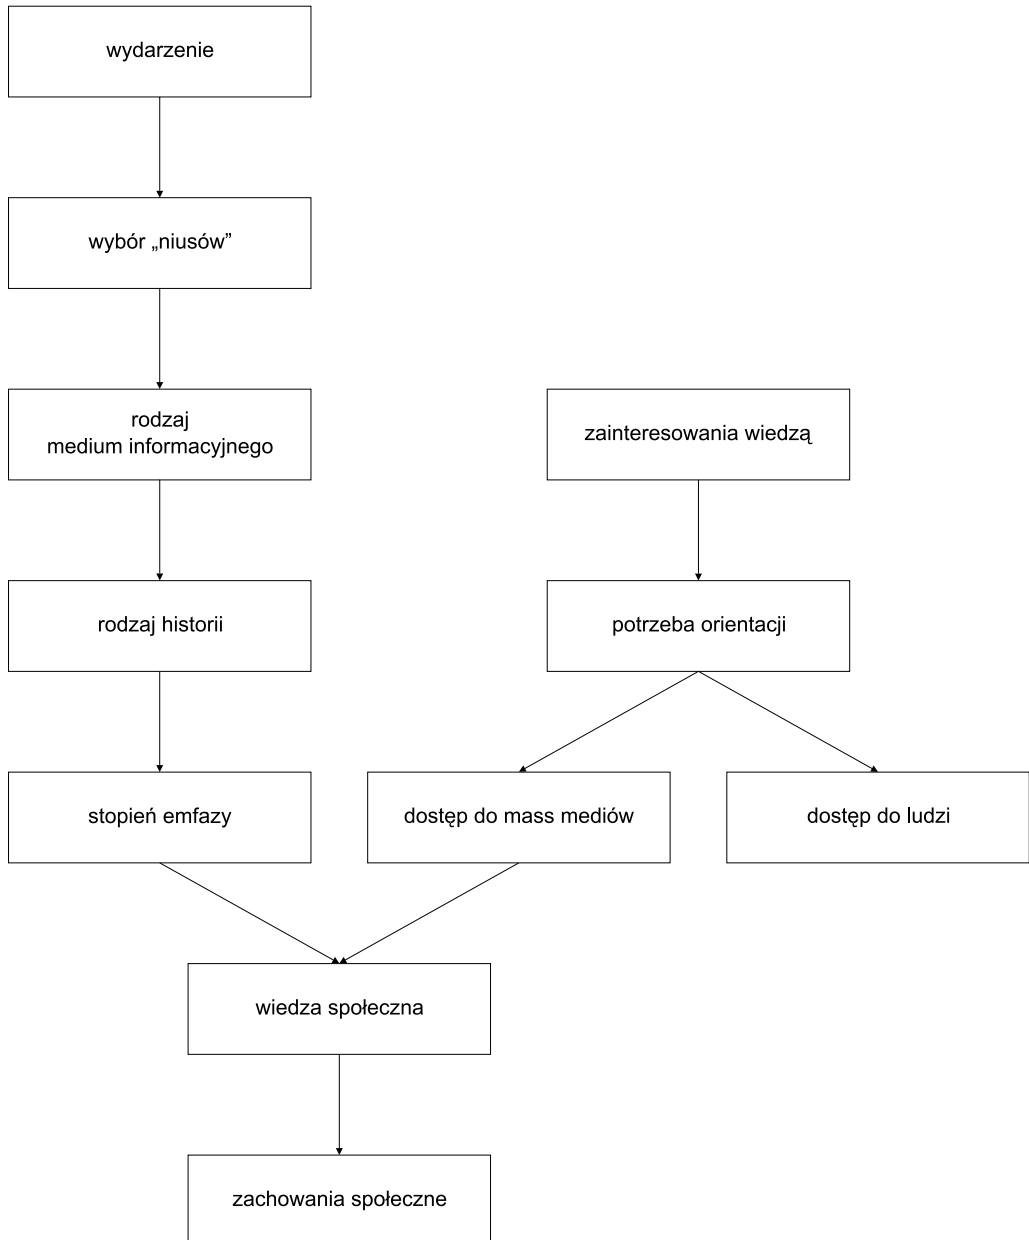 wydarzenie
wybór „niusów”
rodzaj
medium informacyjnego
zainteresowania wiedzą
rodzaj historii
potrzeba orientacji
stopień emfazy
dostęp do mass mediów
dostęp do ludzi
wiedza społeczna
zachowania społeczne